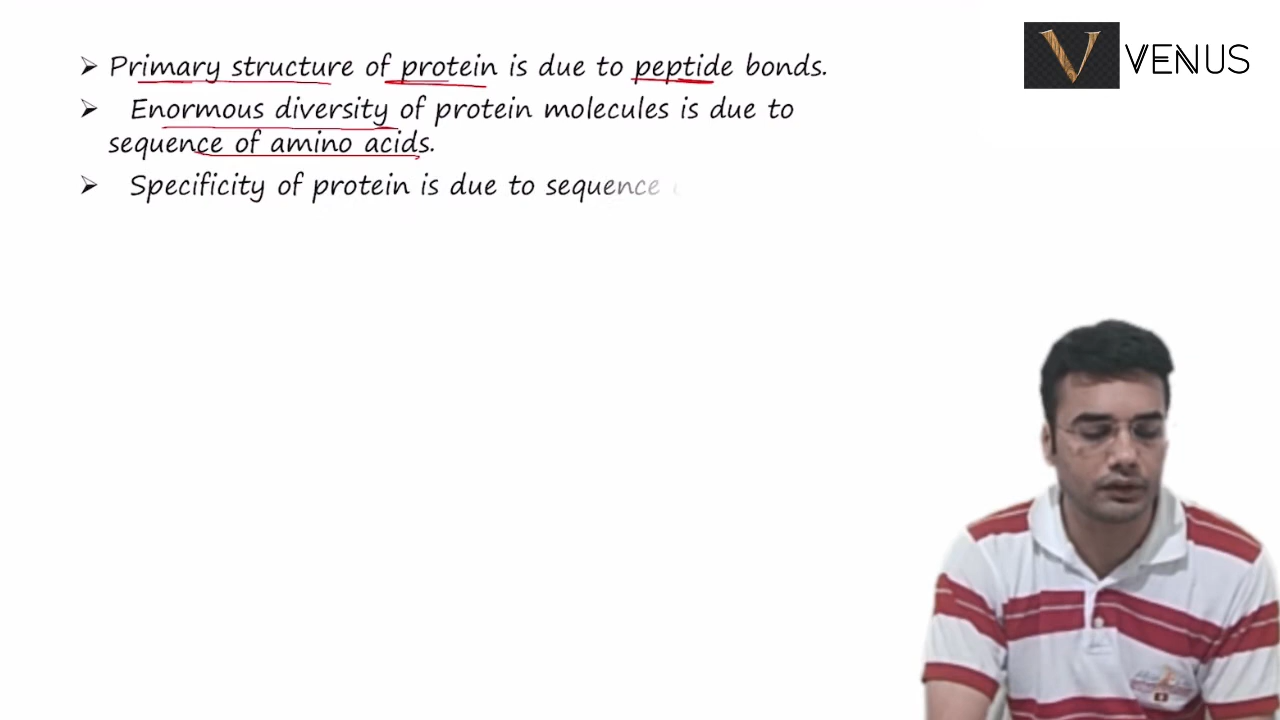 ➢ Primary structure of protein is due to peptide bonds.
➢ Enormous diversity of protein molecules is due to
sequence of amino acids.
➢ Specificity of protein is due to sequence
V VENUS